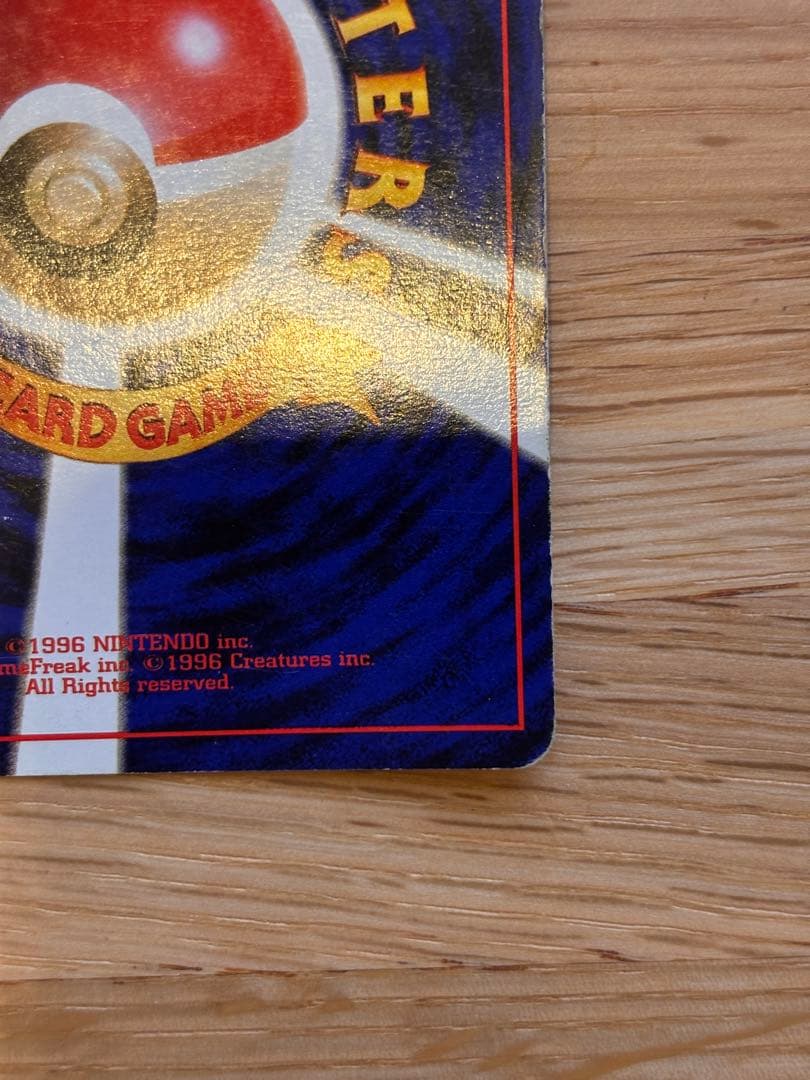 TERS
CARD GAME
©1996 NINTENDO inc.
meFreak inc. ©1996 Creatures inc.
All Rights reserved.